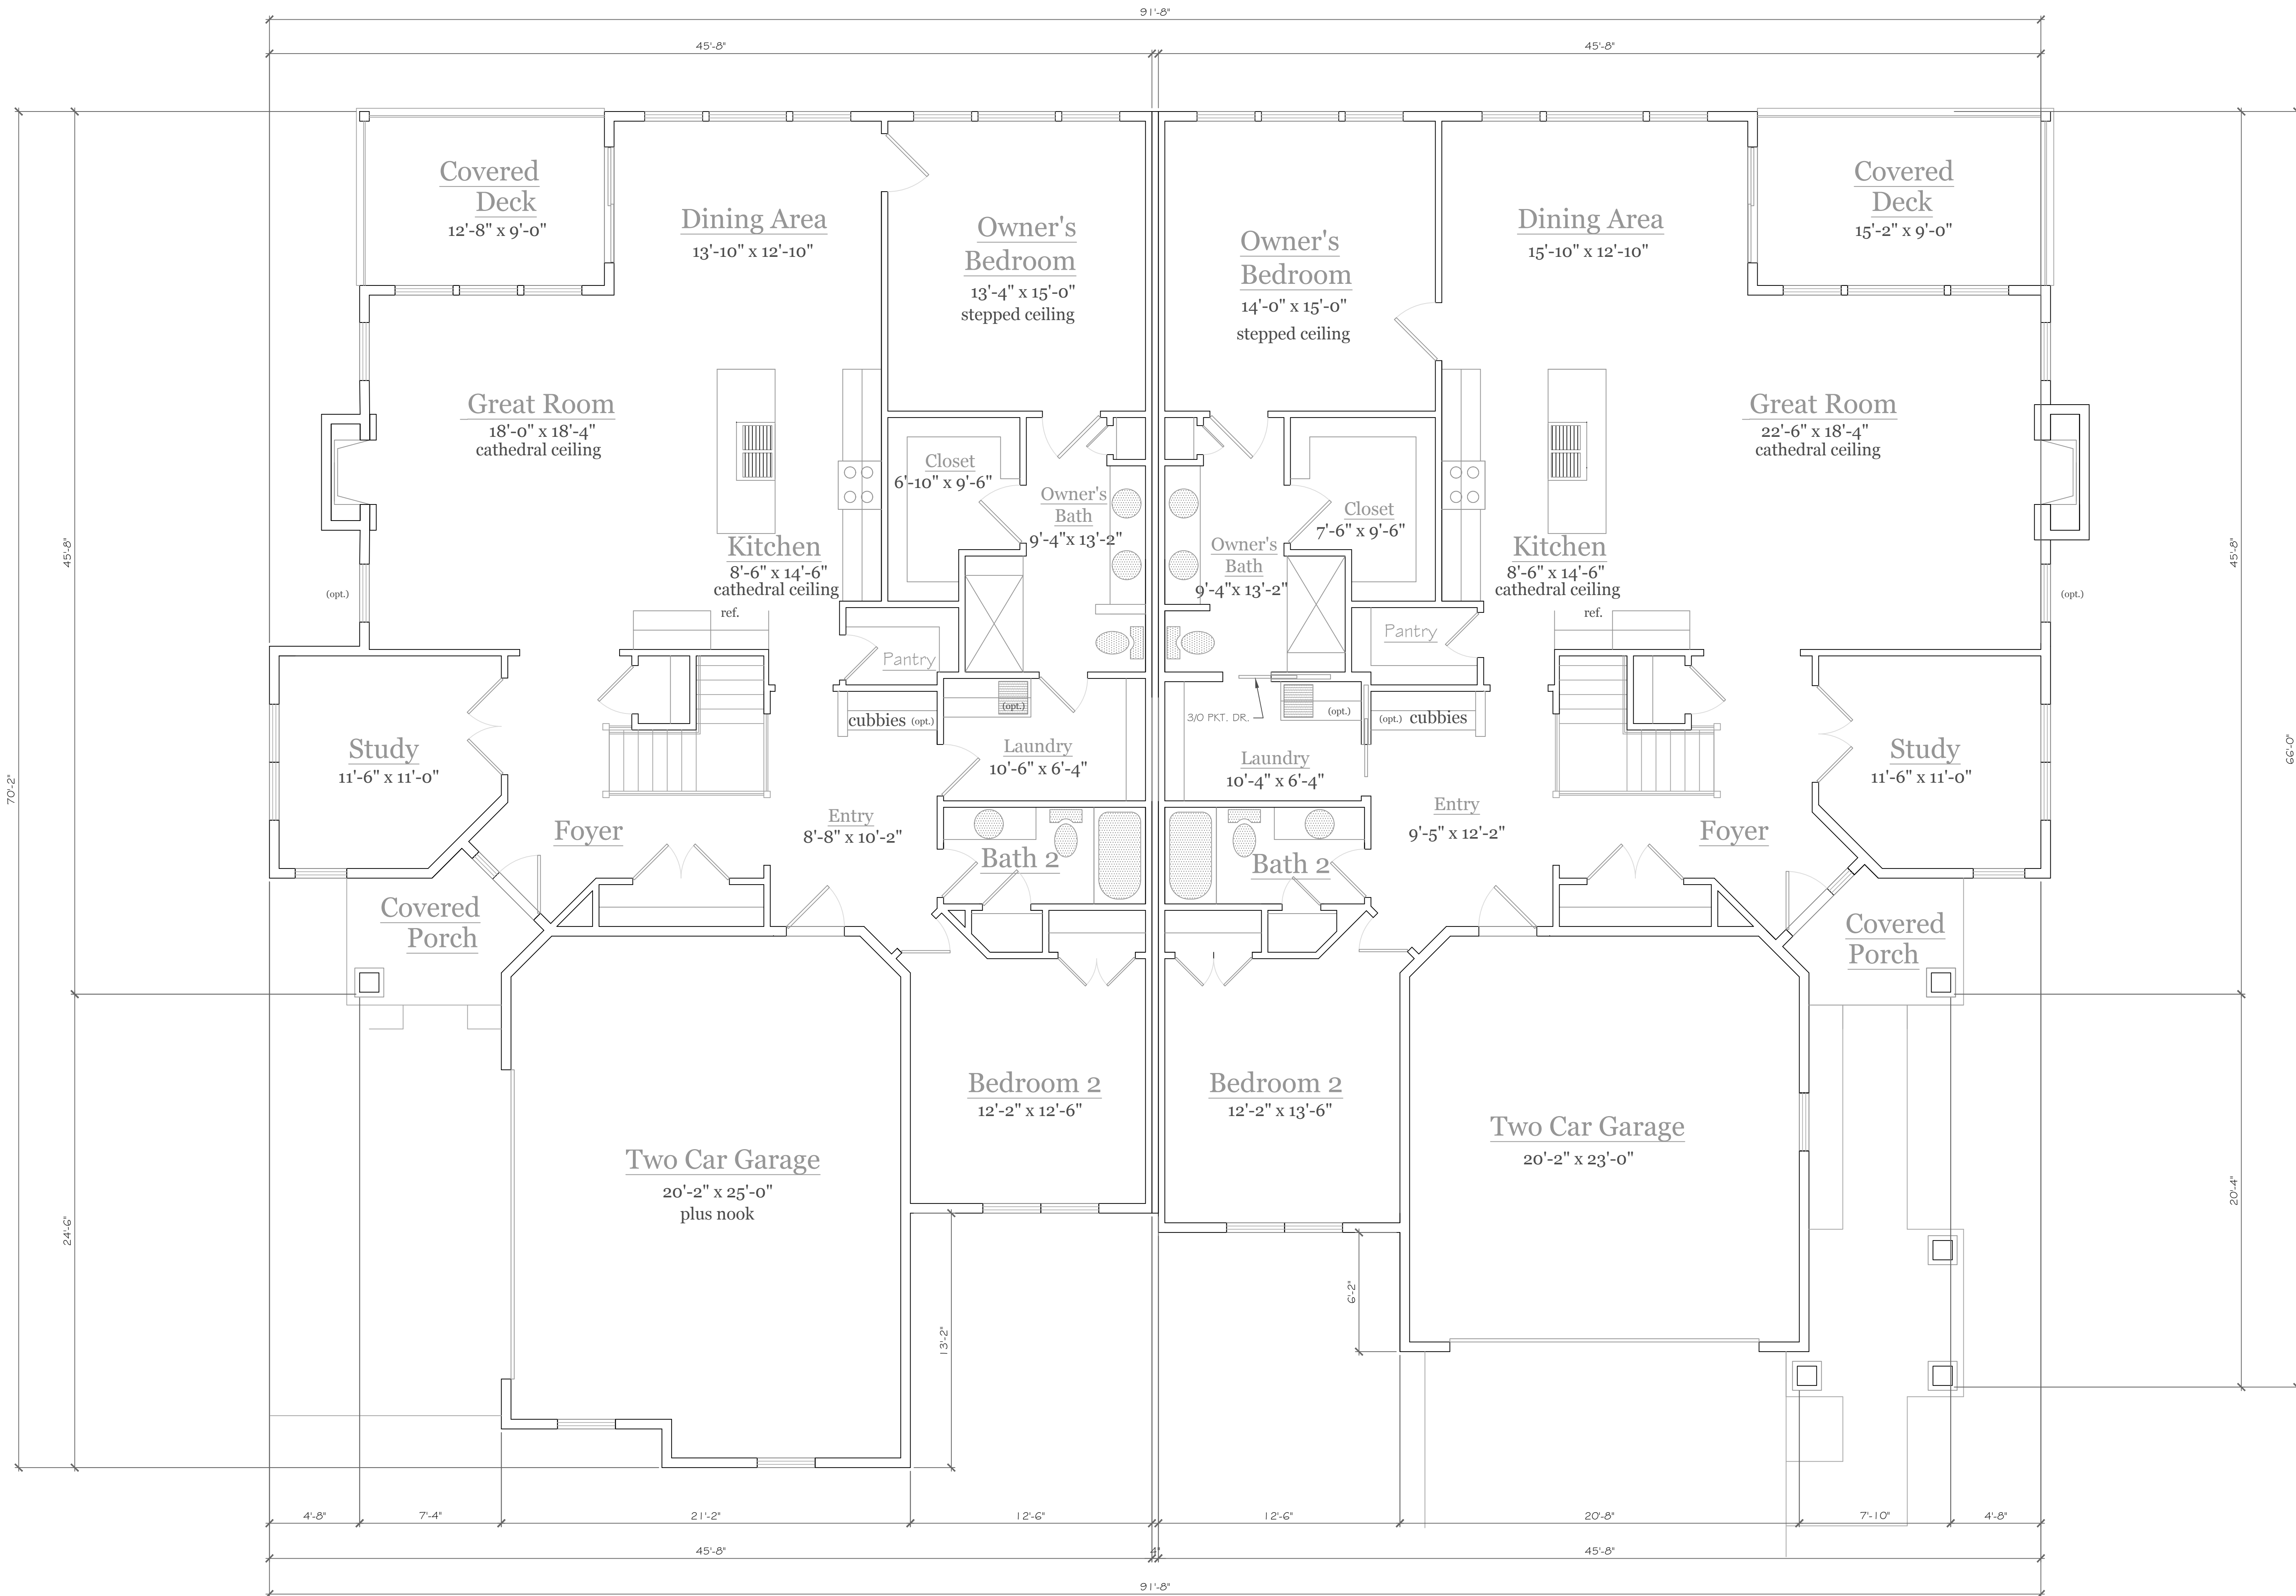 91'-8"
45'-8"
45'-8"
Covered
Deck
12'-8" x 9'-0"
Dining Area
13'-10" x 12'-10"
Owner's
Bedroom
13'-4" x 15'-0"
stepped ceiling
Owner's
Bedroom
14'-0" x 15'-0"
stepped ceiling
Dining Area
15'-10" x 12'-10"
Covered
Deck
15'-2" x 9'-0"
Great Room
18'-0" x 18'-4"
cathedral ceiling
Great Room
22'-6" x 18'-4"
cathedral ceiling
Closet
6'-10" x 9'-6"
Owner's
Bath
9'-4"x 13'-2"
Closet
7'-6" x 9'-6"
Owner's
Bath
9'-4"x 13'-2"
Kitchen
8'-6" x 14'-6"
cathedral ceiling
ref.
Kitchen
8'-6" x 14'-6"
cathedral ceiling
ref.
45'-8"
45'-8"
(opt.)
(opt.)
Pantry
Pantry
70'-2"
66'-0"
cubbies (opt.)
(opt.)
3/0 PKT. DR.
(opt.)
(opt.) cubbies
Study
11'-6" x 11'-0"
Laundry
10'-6" x 6'-4"
Laundry
10'-4" x 6'-4"
Study
11'-6" x 11'-0"
Foyer
Entry
8'-8" x 10'-2"
Entry
9'-5" x 12'-2"
Foyer
Bath 2
Bath 2
Covered
Porch
Covered
Porch
Bedroom 2
12'-2" x 12'-6"
Bedroom 2
12'-2" x 13'-6"
Two Car Garage
20'-2" x 25'-0"
plus nook
Two Car Garage
20'-2" x 23'-0"
24'-6"
20'-4"
13'-2"
6'-2"
4'-8"
7'-4"
21'-2"
12'-6"
12'-6"
20'-8"
7'-10"
4'-8"
45'-8"
4"
45'-8"
91'-8"